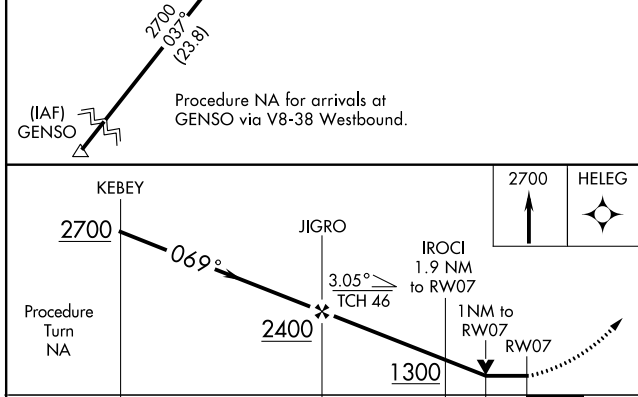 2700
037°
(23.8)
(IAF)
GENSO
Procedure NA for arrivals at
GENSO via V8-38 Westbound.
KEBEY
2700
069°
JIGRO
2400
3.05°
TCH 46
IROCI
1.9 NM
to RW07
1300
1NM to
RW07
RW07
2700
HELEG
Procedure
Turn
NA